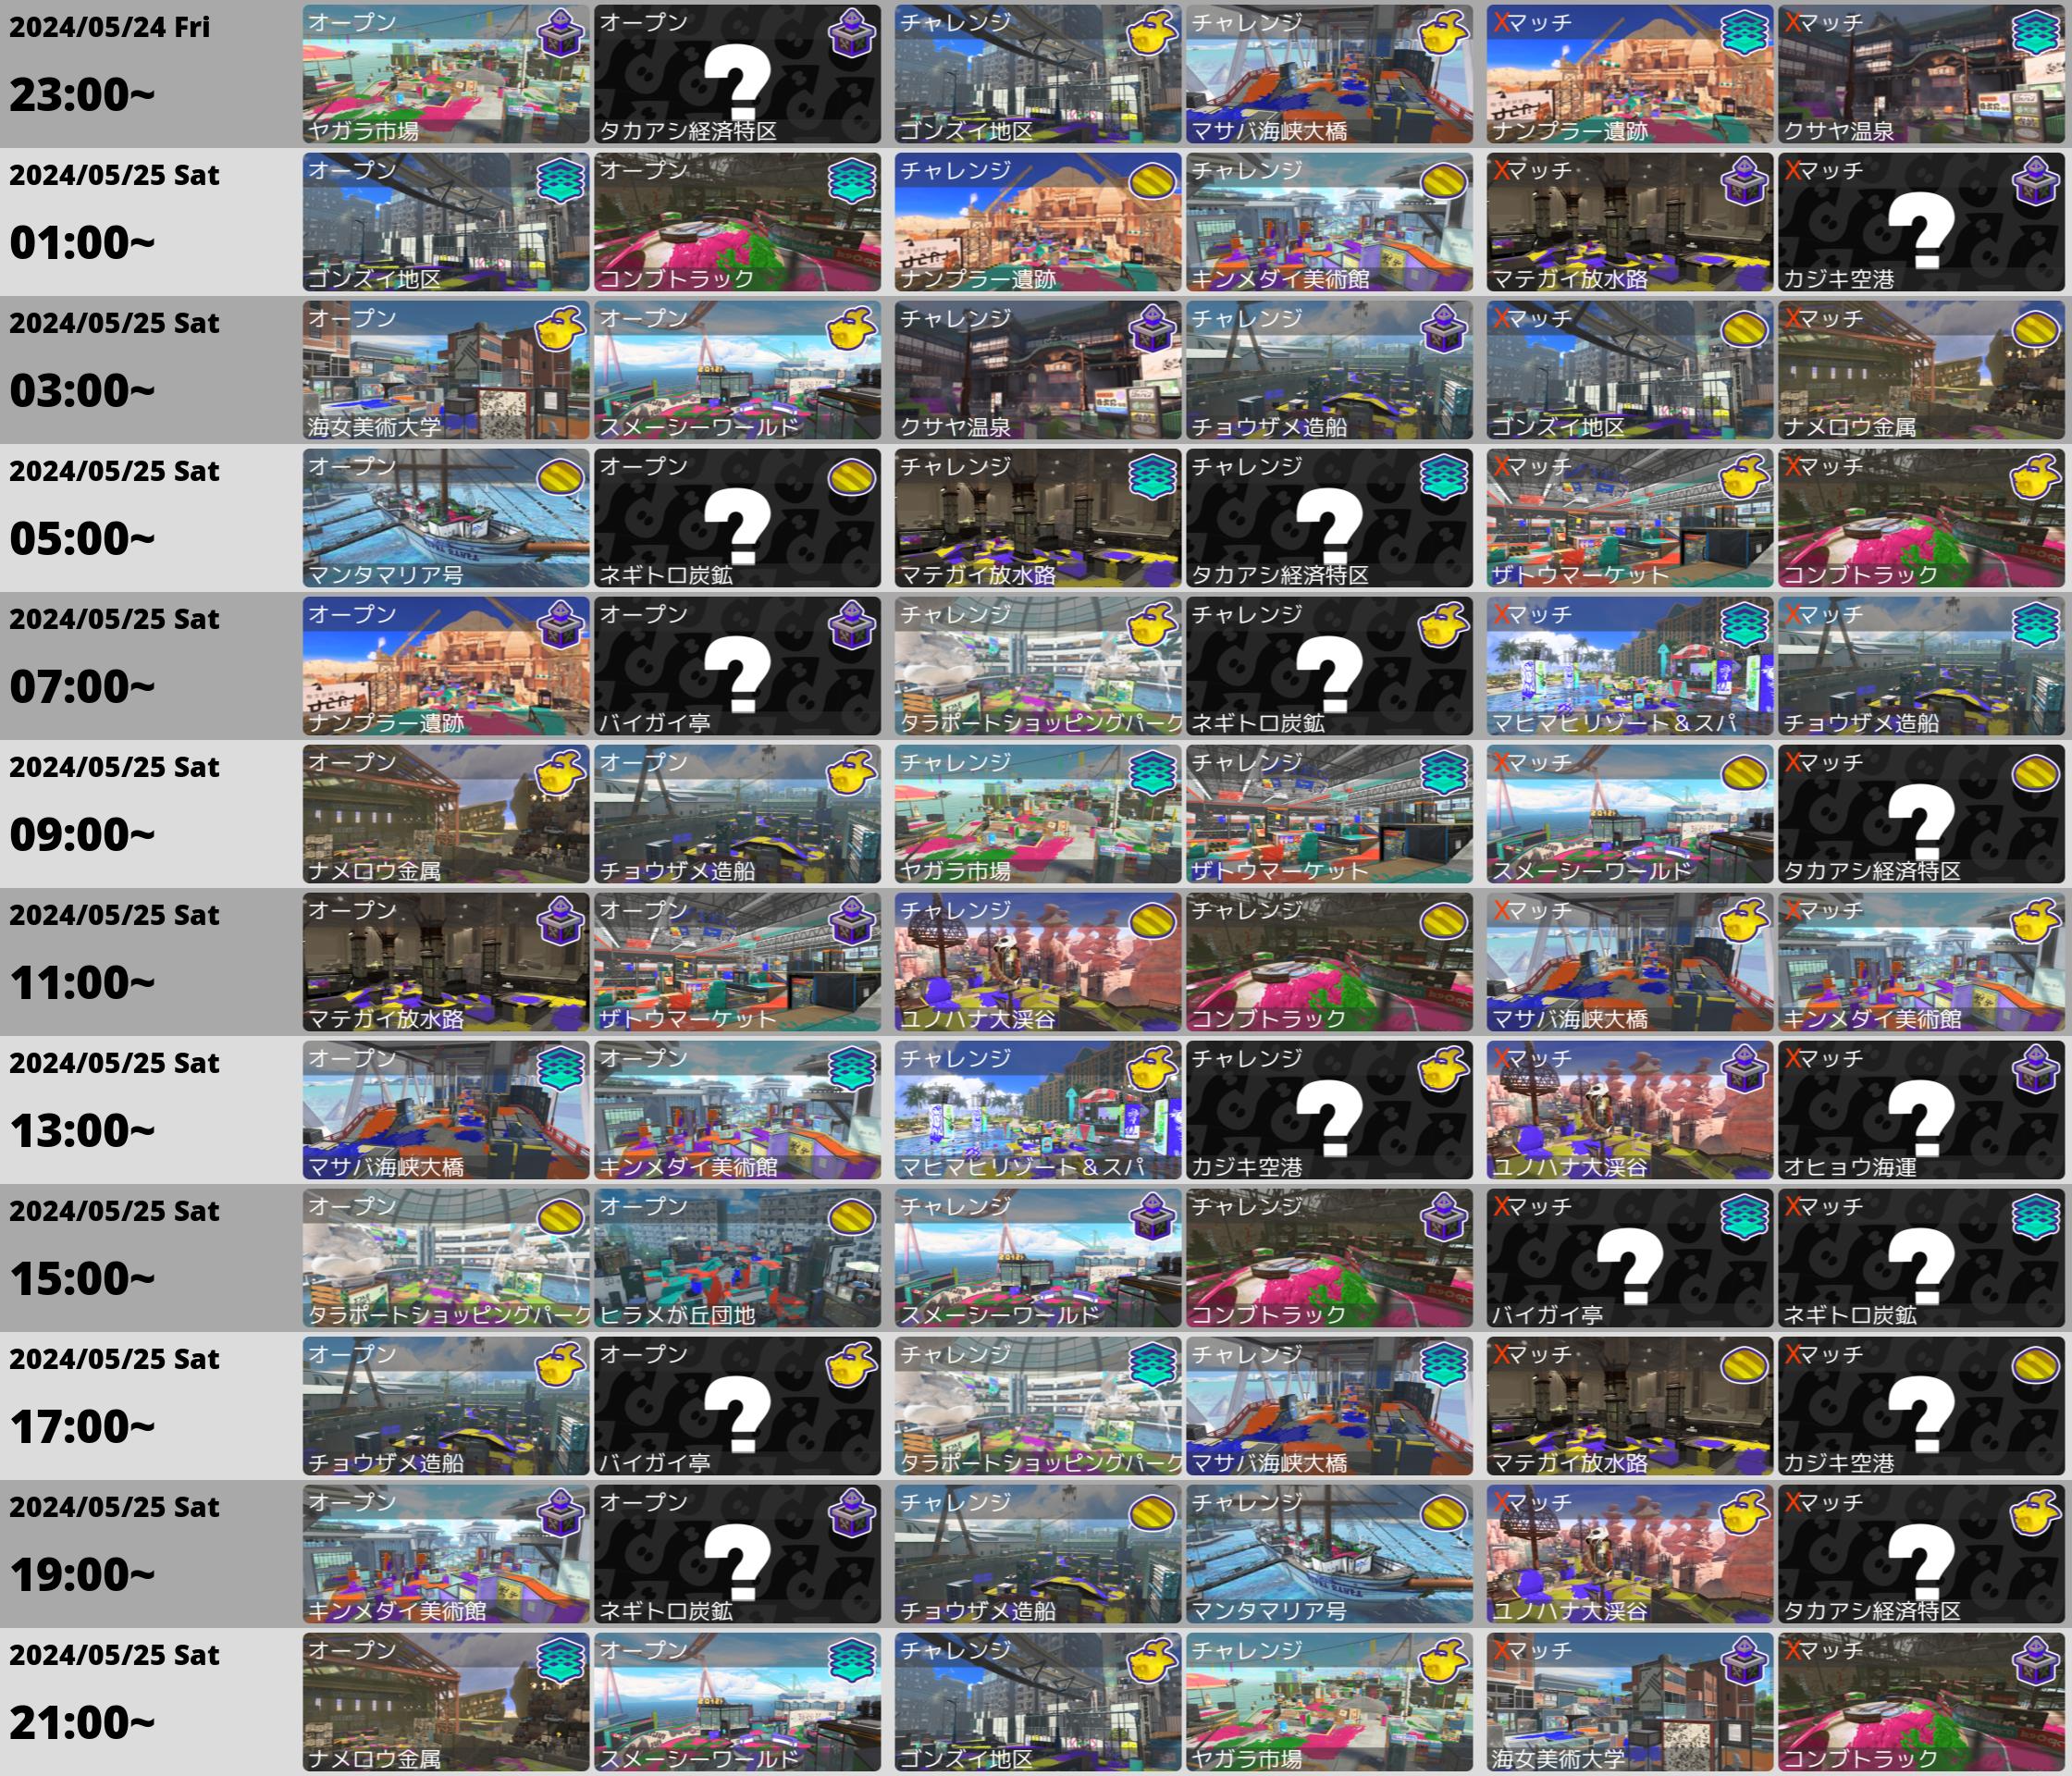 2024/05/24 Fri
23:00~
オープン
ヤガラ市場
オープン
タカアシ経済特区
チャレンジ
ゴンズイ地区
チャレンジ
マサバ海峡大橋
Xマッチ
ナンプラー遺跡
Xマッチ
クサヤ温泉
2024/05/25 Sat
01:00~
オープン
ゴンズイ地区
オープン
コンブトラック
チャレンジ
ナンプラー遺跡
チャレンジ
キンメダイ美術館
Xマッチ
マテガイ放水路
Xマッチ
カジキ空港
2024/05/25 Sat
03:00~
オープン
海女美術大学
オープン
スメーシーワールド
チャレンジ
クサヤ温泉
チャレンジ
チョウザメ造船
Xマッチ
ゴンズイ地区
Xマッチ
ナメロウ金属
2024/05/25 Sat
05:00~
オープン
マンタマリア号
オープン
ネギトロ炭鉱
チャレンジ
マテガイ放水路
チャレンジ
タカアシ経済特区
Xマッチ
ザトウマーケット
Xマッチ
コンブトラック
2024/05/25 Sat
07:00~
オープン
ナンプラー遺跡
オープン
バイガイ亭
チャレンジ
タラポートショッピングパーク
チャレンジ
ネギトロ炭鉱
Xマッチ
マヒマヒリゾート＆スパ
Xマッチ
チョウザメ造船
2024/05/25 Sat
09:00~
オープン
ナメロウ金属
オープン
チョウザメ造船
チャレンジ
ヤガラ市場
チャレンジ
ザトウマーケット
Xマッチ
スメーシーワールド
Xマッチ
タカアシ経済特区
2024/05/25 Sat
11:00~
オープン
マテガイ放水路
オープン
ザトウマーケット
チャレンジ
ユノハナ大渓谷
チャレンジ
コンブトラック
Xマッチ
マサバ海峡大橋
Xマッチ
キンメダイ美術館
2024/05/25 Sat
13:00~
オープン
マサバ海峡大橋
オープン
キンメダイ美術館
チャレンジ
マヒマヒリゾート＆スパ
チャレンジ
カジキ空港
Xマッチ
ユノハナ大渓谷
Xマッチ
オヒョウ海運
2024/05/25 Sat
15:00~
オープン
タラポートショッピングパーク
オープン
ヒラメが丘団地
チャレンジ
スメーシーワールド
チャレンジ
コンブトラック
Xマッチ
バイガイ亭
Xマッチ
ネギトロ炭鉱
2024/05/25 Sat
17:00~
オープン
チョウザメ造船
オープン
バイガイ亭
チャレンジ
タラポートショッピングパーク
チャレンジ
マサバ海峡大橋
Xマッチ
マテガイ放水路
Xマッチ
カジキ空港
2024/05/25 Sat
19:00~
オープン
キンメダイ美術館
オープン
ネギトロ炭鉱
チャレンジ
チョウザメ造船
チャレンジ
マンタマリア号
Xマッチ
ユノハナ大渓谷
Xマッチ
タカアシ経済特区
2024/05/25 Sat
21:00~
オープン
ナメロウ金属
オープン
スメーシーワールド
チャレンジ
ゴンズイ地区
チャレンジ
ヤガラ市場
Xマッチ
海女美術大学
Xマッチ
コンブトラック